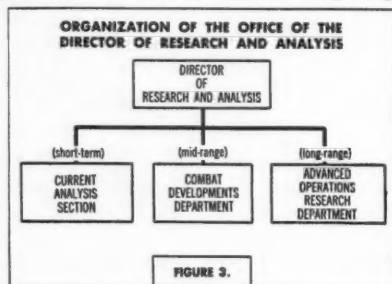 ORGANIZATION OF THE OFFICE OF THE
DIRECTOR OF RESEARCH AND ANALYSIS
DIRECTOR
OF
RESEARCH AND ANALYSIS
(short-term)
(mid-range)
(long-range)
CURRENT
ANALYSIS
SECTION
COMBAT
DEVELOPMENTS
DEPARTMENT
ADVANCED
OPERATIONS
RESEARCH
DEPARTMENT
FIGURE 3.